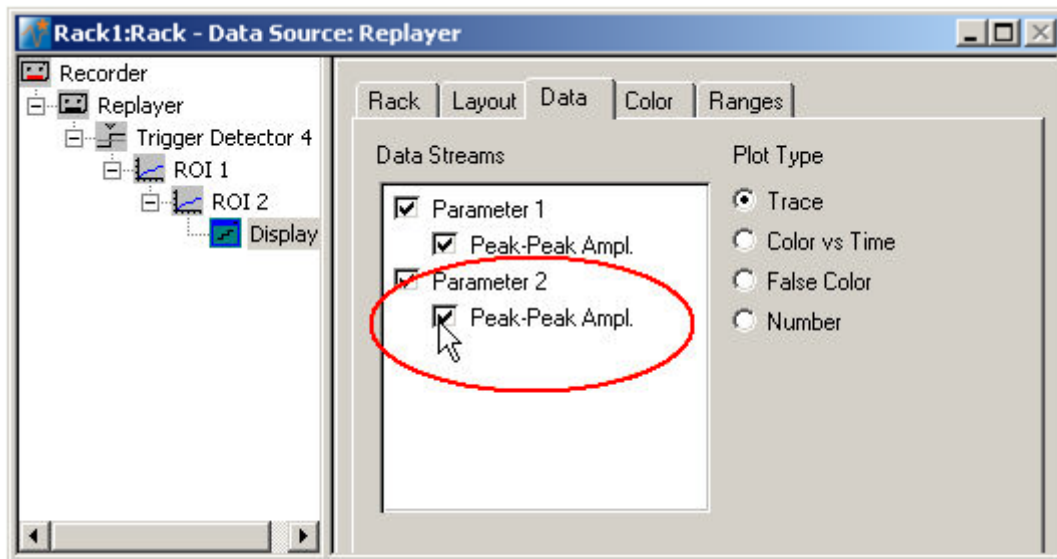 Rack1:Rack - Data Source: Replayer
Recorder
Replayer
Trigger Detector 4
ROI 1
ROI 2
Display
Rack
Layout
Data
Color
Ranges
Data Streams
Parameter 1
Peak-Peak Ampl.
Parameter 2
Peak-Peak Ampl.
Plot Type
Trace
Color vs Time
False Color
Number